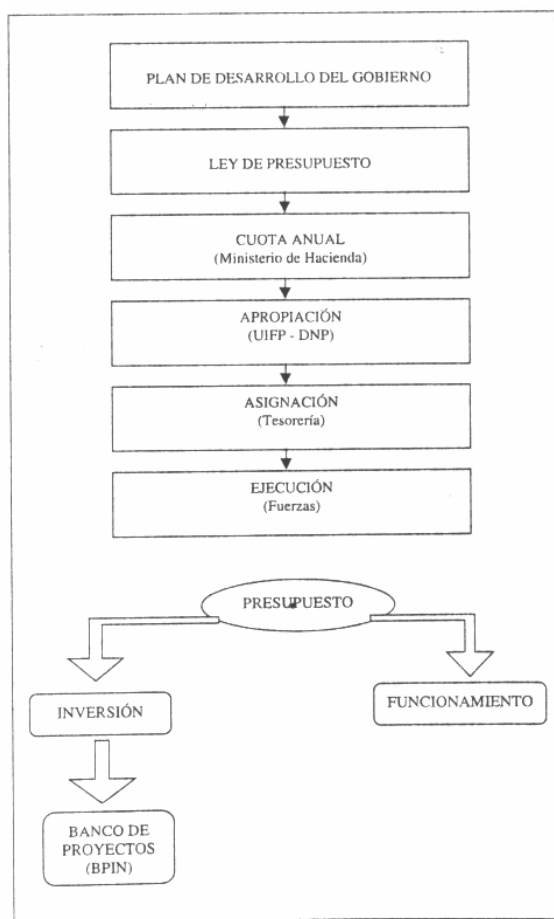 PLAN DE DESARROLLO DEL GOBIERNO
LEY DE PRESUPUESTO
CUOTA ANUAL
(Ministerio de Hacienda)
APROPIACIÓN
(UIFP - DNP)
ASIGNACIÓN
(Tesorería)
EJECUCIÓN
(Fuerzas)
PRESUPUESTO
INVERSIÓN
FUNCIONAMIENTO
BANCO DE
PROYECTOS
(BPIN)